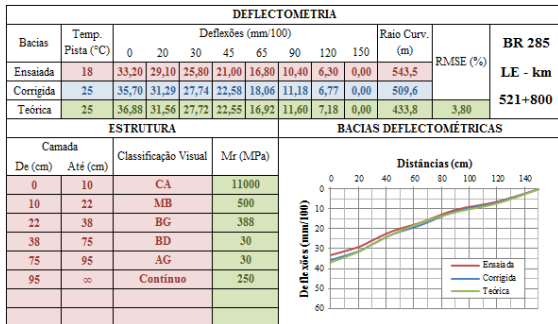 DEFLECTOMETRIA
Bacias Temp. Pista (°C) Deflexões (mm/100) Raio Curv. (m) RMSE (%) BR 285 LE - km 521+800
0 20 30 45 65 90 120 150
Ensaiada 18 33,20 29,10 25,80 21,00 16,80 10,40 6,30 0,00 543,5
Corrigida 25 35,70 31,29 27,74 22,58 18,06 11,18 6,77 0,00 509,6
Teórica 25 36,88 31,56 27,72 22,55 16,92 11,60 7,18 0,00 433,8 3,80
ESTRUTURA BACIAS DEFLECTOMÉTRICAS
Camada Classificação Visual Mr (MPa)
De (cm) Até (cm)
0 10 CA 11000
10 22 MB 500
22 38 BG 388
38 75 BD 30
75 95 AG 30
95 ∞ Contínuo 250
Distâncias (cm)
0 20 40 60 80 100 120 140
Deflexões (mm/100)
0
10
20
30
40
50
60
Ensaiada
Corrigida
Teórica